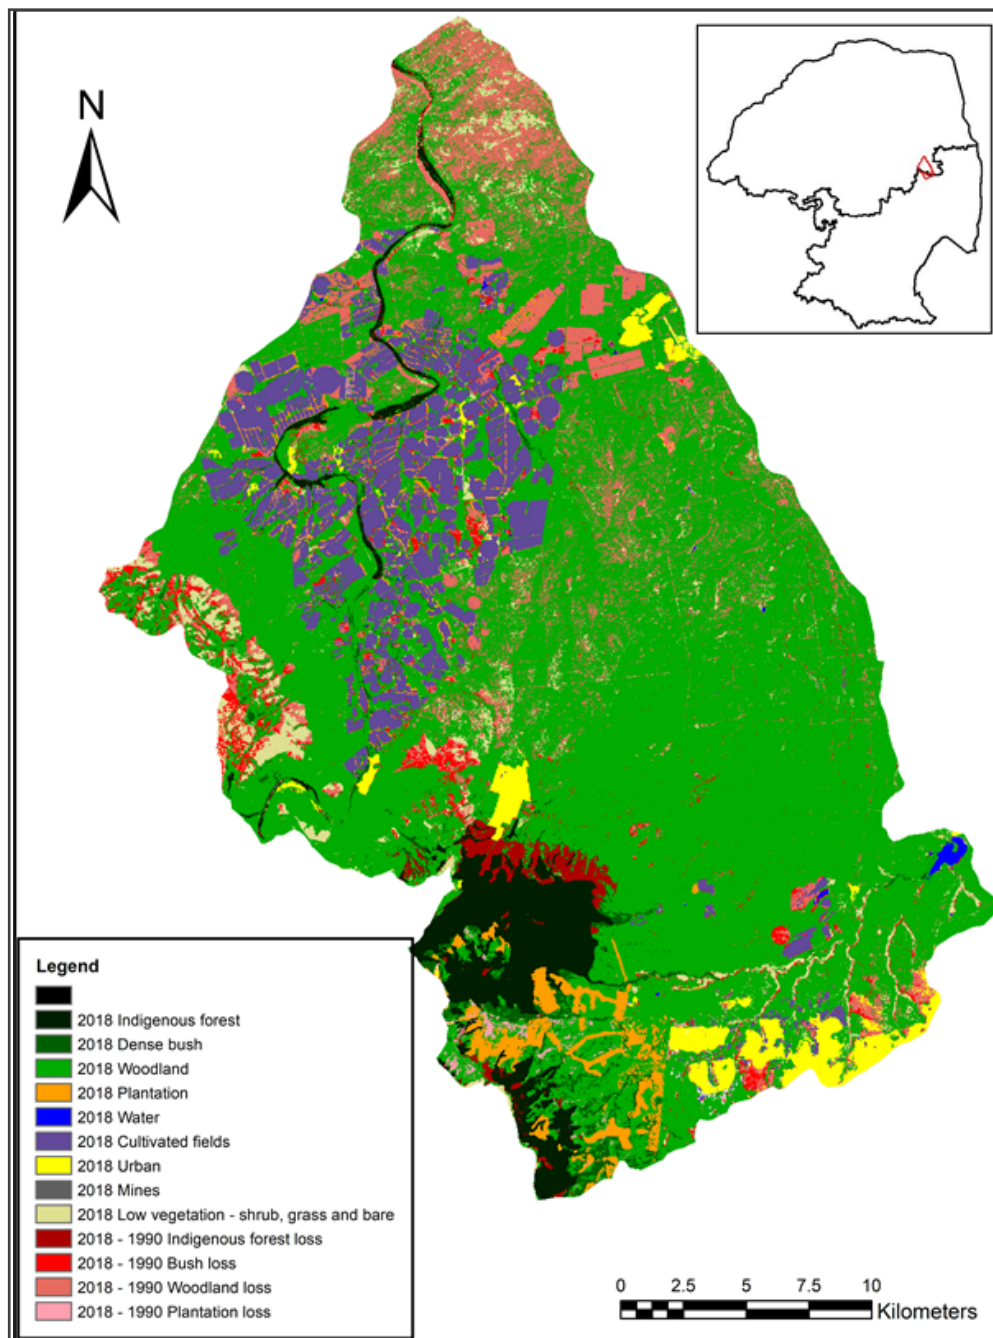 N
Legend
2018 Indigenous forest
2018 Dense bush
2018 Woodland
2018 Plantation
2018 Water
2018 Cultivated fields
2018 Urban
2018 Mines
2018 Low vegetation - shrub, grass and bare
2018 - 1990 Indigenous forest loss
2018 - 1990 Bush loss
2018 - 1990 Woodland loss
2018 - 1990 Plantation loss
0 2.5 5 7.5 10
Kilometers